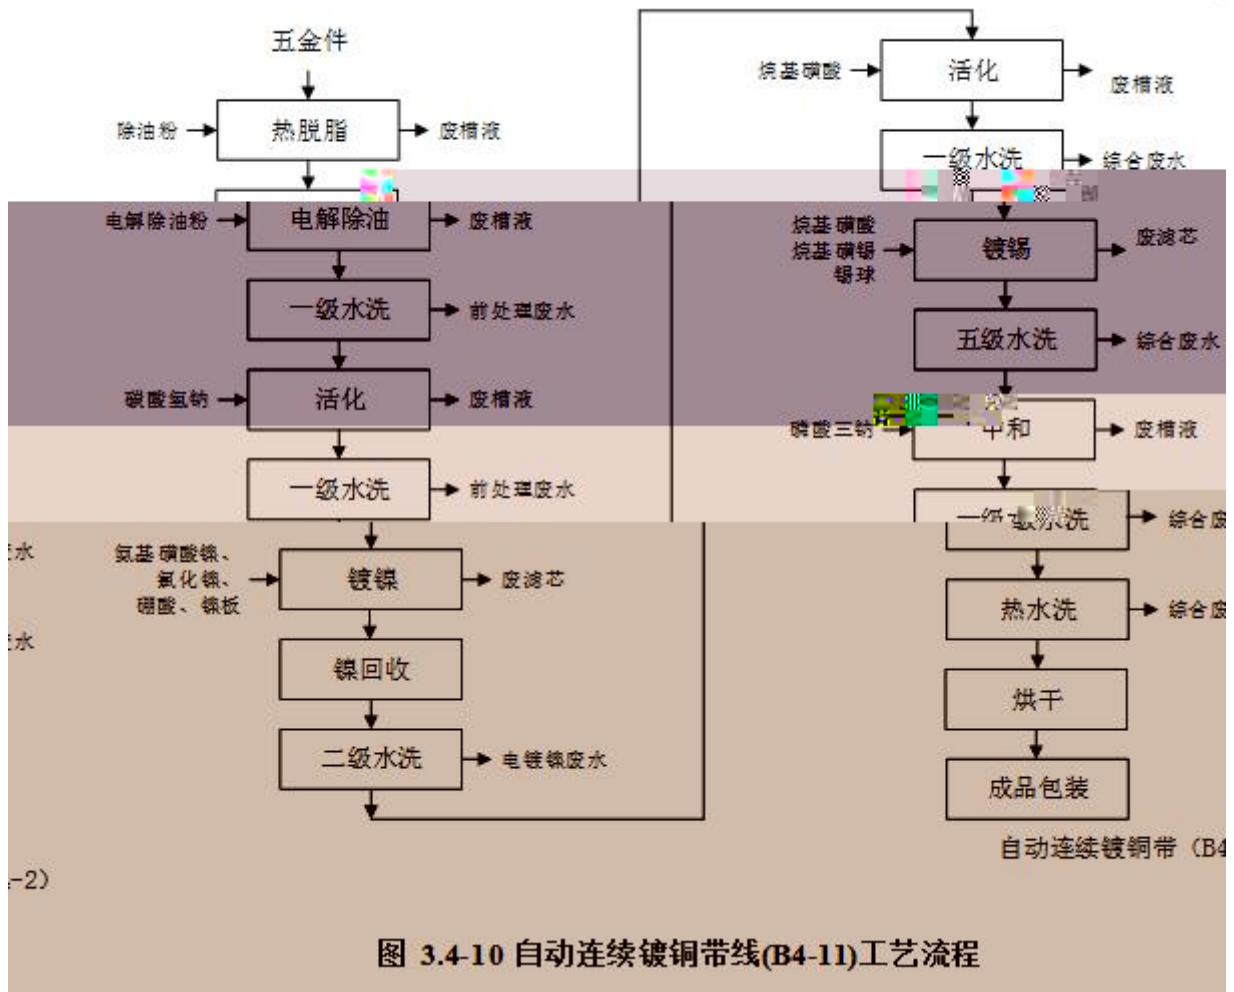 五金件
除油粉
热脱脂
废槽液
电解除油粉
电解除油
废槽液
一级水洗
前处理废水
碳酸氢钠
活化
废槽液
一级水洗
前处理废水
氨基磺酸镍、
氯化镍、
硼酸、镍板
镀镍
废滤芯
镍回收
二级水洗
电镀镍废水
烷基磺酸
活化
废槽液
一级水洗
综合废水
烷基磺酸
烷基磺锡
锡球
镀锡
废滤芯
五级水洗
综合废水
磷酸三钠
中和
废槽液
一级水洗
综合废
水
热水洗
综合废
水
烘干
成品包装
自动连续镀铜带（B4
-2）
图 3.4-10 自动连续镀铜带线(B4-11)工艺流程